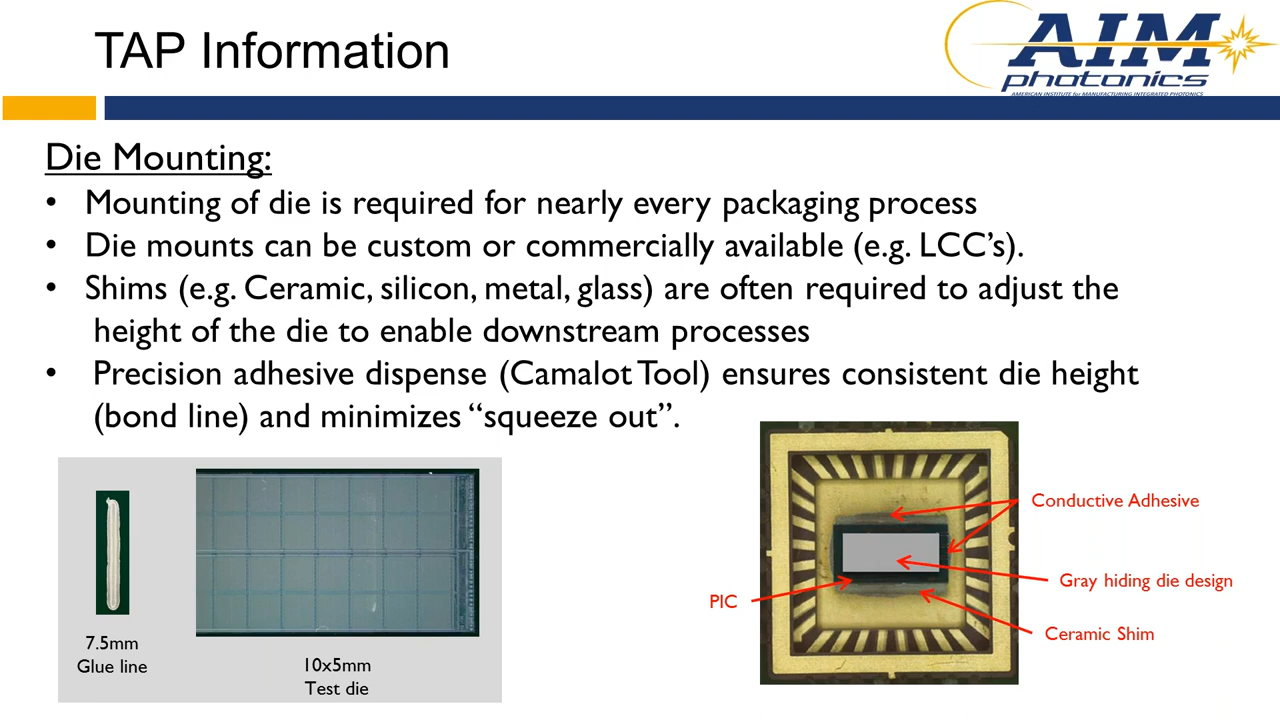 TAP Information
AIM
photonics
AMERICAN INSTITUTE for MANUFACTURING INTEGRATED PHOTONICS
Die Mounting:
• Mounting of die is required for nearly every packaging process
• Die mounts can be custom or commercially available (e.g. LCC’s).
• Shims (e.g. Ceramic, silicon, metal, glass) are often required to adjust the
height of the die to enable downstream processes
• Precision adhesive dispense (Camalot Tool) ensures consistent die height
(bond line) and minimizes “squeeze out”.
Conductive Adhesive
Gray hiding die design
PIC
Ceramic Shim
7.5mm
Glue line
10x5mm
Test die